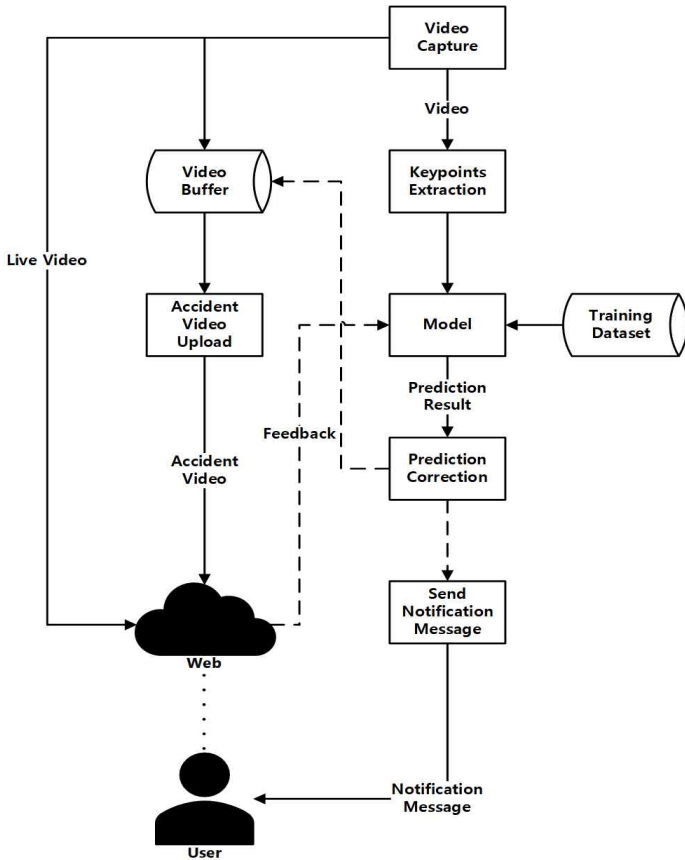 Video
Capture
Video
Video
Buffer
Keypoints
Extraction
Live Video
Accident
Video
Upload
Model
Training
Dataset
Prediction
Result
Feedback
Accident
Video
Prediction
Correction
Send
Notification
Message
Web
Notification
Message
User